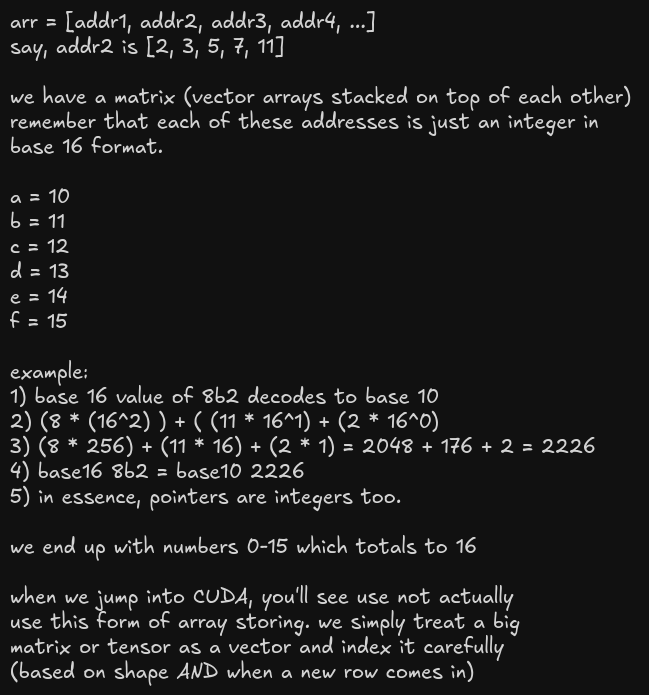 arr = [addr1, addr2, addr3, addr4, ...]
say, addr2 is [2, 3, 5, 7, 11]
we have a matrix (vector arrays stacked on top of each other)
remember that each of these addresses is just an integer in
base 16 format.
a = 10
b = 11
c = 12
d = 13
e = 14
f = 15
example:
1) base 16 value of 8b2 decodes to base 10
2) (8 * (16^2) ) + ( (11 * 16^1) + (2 * 16^0)
3) (8 * 256) + (11 * 16) + (2 * 1) = 2048 + 176 + 2 = 2226
4) base16 8b2 = base10 2226
5) in essence, pointers are integers too.
we end up with numbers 0-15 which totals to 16
when we jump into CUDA, you'll see use not actually
use this form of array storing. we simply treat a big
matrix or tensor as a vector and index it carefully
(based on shape AND when a new row comes in)